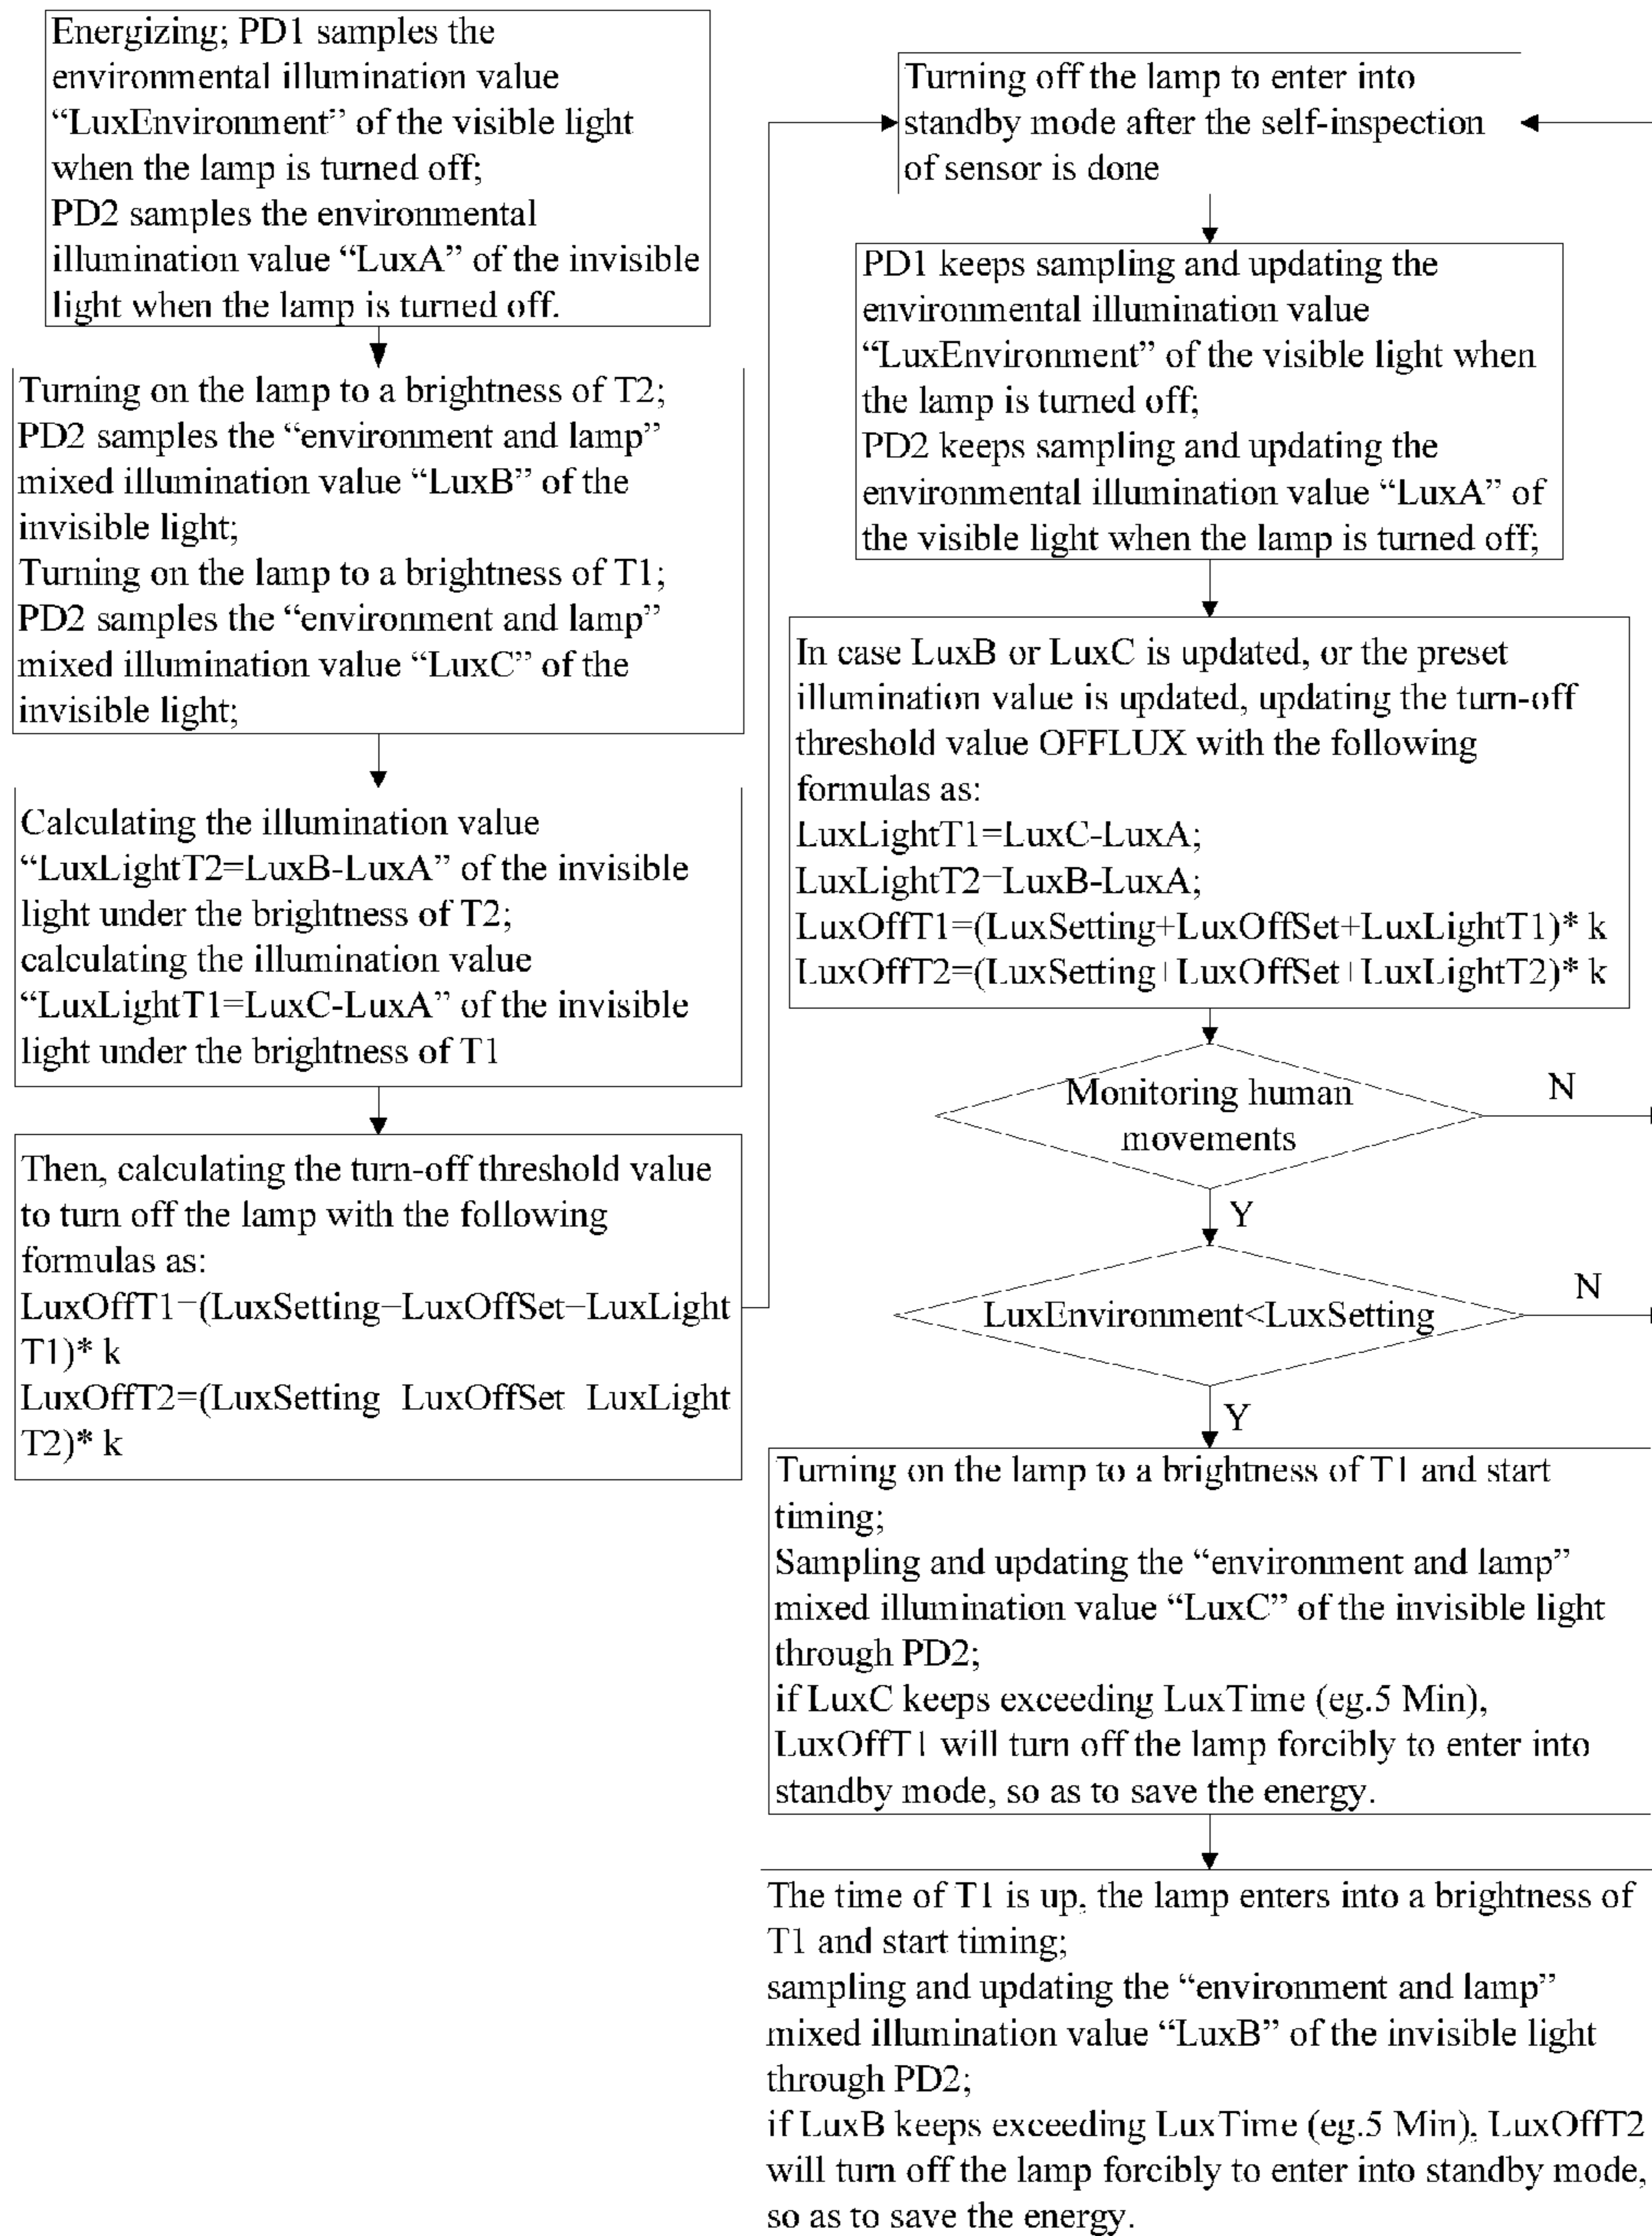 Energizing; PD1 samples the
environmental illumination value
“LuxEnvironment” of the visible light
when the lamp is turned off;
PD2 samples the environmental
illumination value “LuxA” of the invisible
light when the lamp is turned off.
Turning on the lamp to a brightness of T2;
PD2 samples the “environment and lamp”
mixed illumination value “LuxB” of the
invisible light;
Turning on the lamp to a brightness of T1;
PD2 samples the “environment and lamp”
mixed illumination value “LuxC” of the
invisible light;
Calculating the illumination value
“LuxLightT2=LuxB-LuxA” of the invisible
light under the brightness of T2;
calculating the illumination value
“LuxLightT1=LuxC-LuxA” of the invisible
light under the brightness of T1
Then, calculating the turn-off threshold value
to turn off the lamp with the following
formulas as:
LuxOffT1−(LuxSetting−LuxOffSet−LuxLight
T1)* k
LuxOffT2=(LuxSetting LuxOffSet LuxLight
T2)* k
Turning off the lamp to enter into
standby mode after the self-inspection
of sensor is done
PD1 keeps sampling and updating the
environmental illumination value
“LuxEnvironment” of the visible light when
the lamp is turned off;
PD2 keeps sampling and updating the
environmental illumination value “LuxA” of
the visible light when the lamp is turned off;
In case LuxB or LuxC is updated, or the preset
illumination value is updated, updating the turn-off
threshold value OFFLUX with the following
formulas as:
LuxLightT1=LuxC-LuxA;
LuxLightT2−LuxB-LuxA;
LuxOffT1=(LuxSetting+LuxOffSet+LuxLightT1)* k
LuxOffT2=(LuxSetting+LuxOffSet+LuxLightT2)* k
Monitoring human
movements
N
Y
LuxEnvironment<LuxSetting
N
Y
Turning on the lamp to a brightness of T1 and start
timing;
Sampling and updating the “environment and lamp”
mixed illumination value “LuxC” of the invisible light
through PD2;
if LuxC keeps exceeding LuxTime (eg.5 Min),
LuxOffT1 will turn off the lamp forcibly to enter into
standby mode, so as to save the energy.
The time of T1 is up, the lamp enters into a brightness of
T1 and start timing;
sampling and updating the “environment and lamp”
mixed illumination value “LuxB” of the invisible light
through PD2;
if LuxB keeps exceeding LuxTime (eg.5 Min), LuxOffT2
will turn off the lamp forcibly to enter into standby mode,
so as to save the energy.